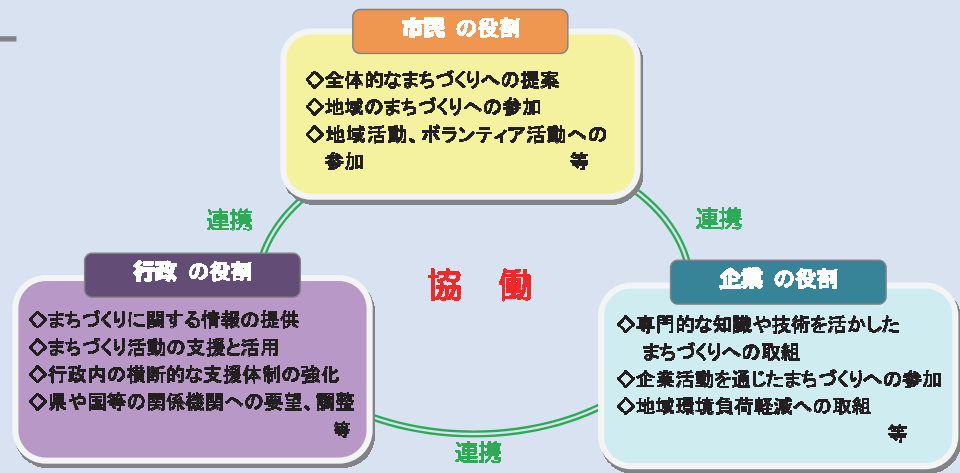 市民 の役割
◇全体的なまちづくりへの提案
◇地域のまちづくりへの参加
◇地域活動、ボランティア活動への
参加 等
連携
連携
協 働
行政 の役割
◇まちづくりに関する情報の提供
◇まちづくり活動の支援と活用
◇行政内の横断的な支援体制の強化
◇県や国等の関係機関への要望、調整
等
企業 の役割
◇専門的な知識や技術を活かした
まちづくりへの取組
◇企業活動を通じたまちづくりへの参加
◇地域環境負荷軽減への取組
等
連携